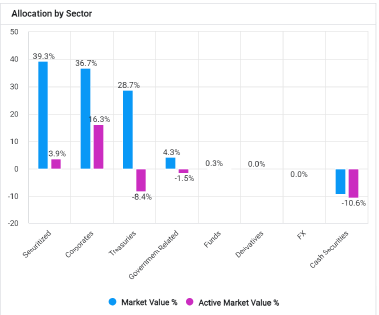 Allocation by Sector
50
40
30
20
10
0
-10
-20
39.3%
3.9%
36.7%
16.3%
28.7%
-8.4%
4.3%
-1.5%
0.3%
0.0%
0.0%
-10.6%
Securitized
Corporates
Treasuries
Government Related
Funds
Derivatives
FX
Cash Securities
Market Value %
Active Market Value %